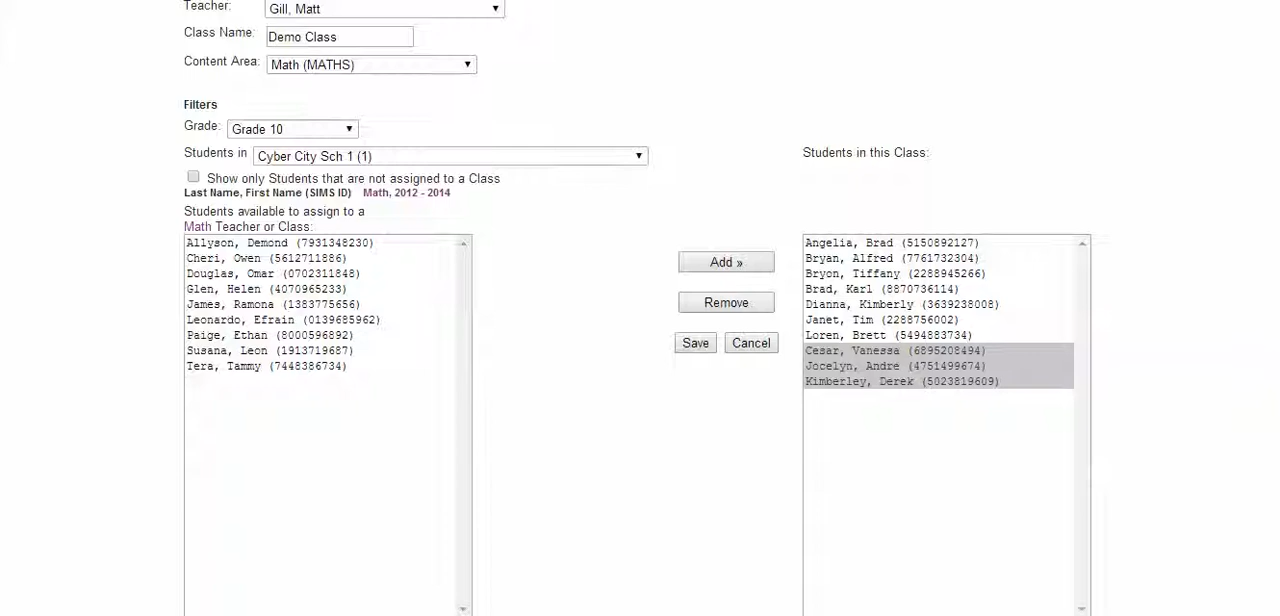 Teacher: Gill, Matt
Class Name: Demo Class
Content Area: Math (MATHS)
Filters
Grade: Grade 10
Students in Cyber City Sch 1 (1)
Students in this Class:
Show only Students that are not assigned to a Class
Last Name, First Name (SIMS ID) Math, 2012 - 2014
Students available to assign to a
Math Teacher or Class:
Allyson, Demond (7931348230)
Cheri, Owen (5612711886)
Douglas, Omar (0702311848)
Glen, Helen (4070965233)
James, Ramona (1383775656)
Leonardo, Efrain (0139685962)
Paige, Ethan (8000596892)
Susana, Leon (1913719687)
Tera, Tammy (7448386734)
Add »
Remove
Save Cancel
Angelia, Brad (5150892127)
Bryan, Alfred (7761732304)
Bryon, Tiffany (2288945266)
Brad, Karl (8870736114)
Dianna, Kimberly (3639238008)
Janet, Tim (2288756002)
Loren, Brett (5494883734)
Cesar, Vanessa (6895208494)
Jocelyn, Andre (4751499674)
Kimberley, Derek (5023819609)